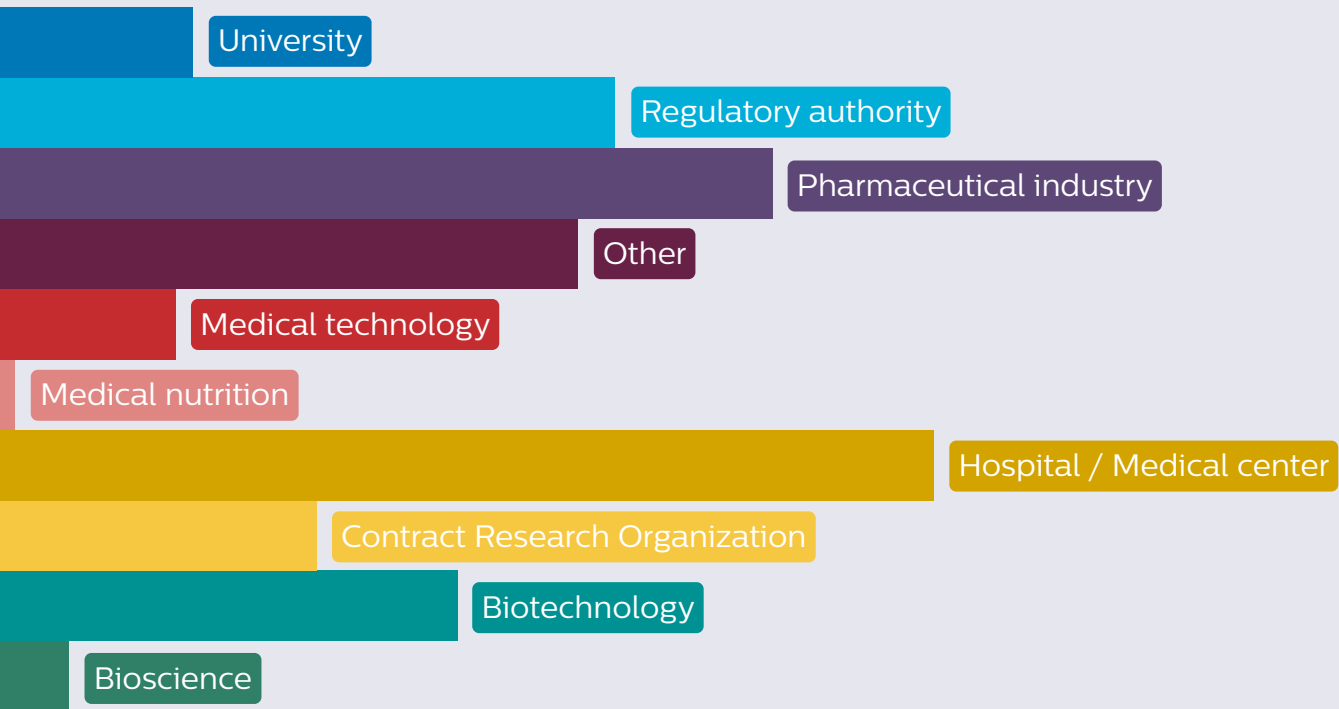 University
Regulatory authority
Pharmaceutical industry
Other
Medical technology
Medical nutrition
Hospital / Medical center
Contract Research Organization
Biotechnology
Bioscience